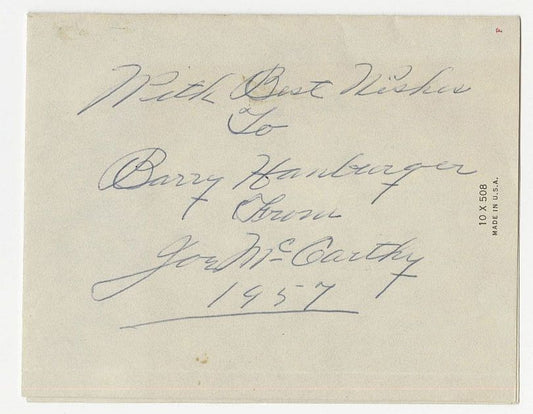 With Best Wishes
To
Barry Hamburger
From
Joe McCarthy
1957
10 X 508
MADE IN U.S.A.
F